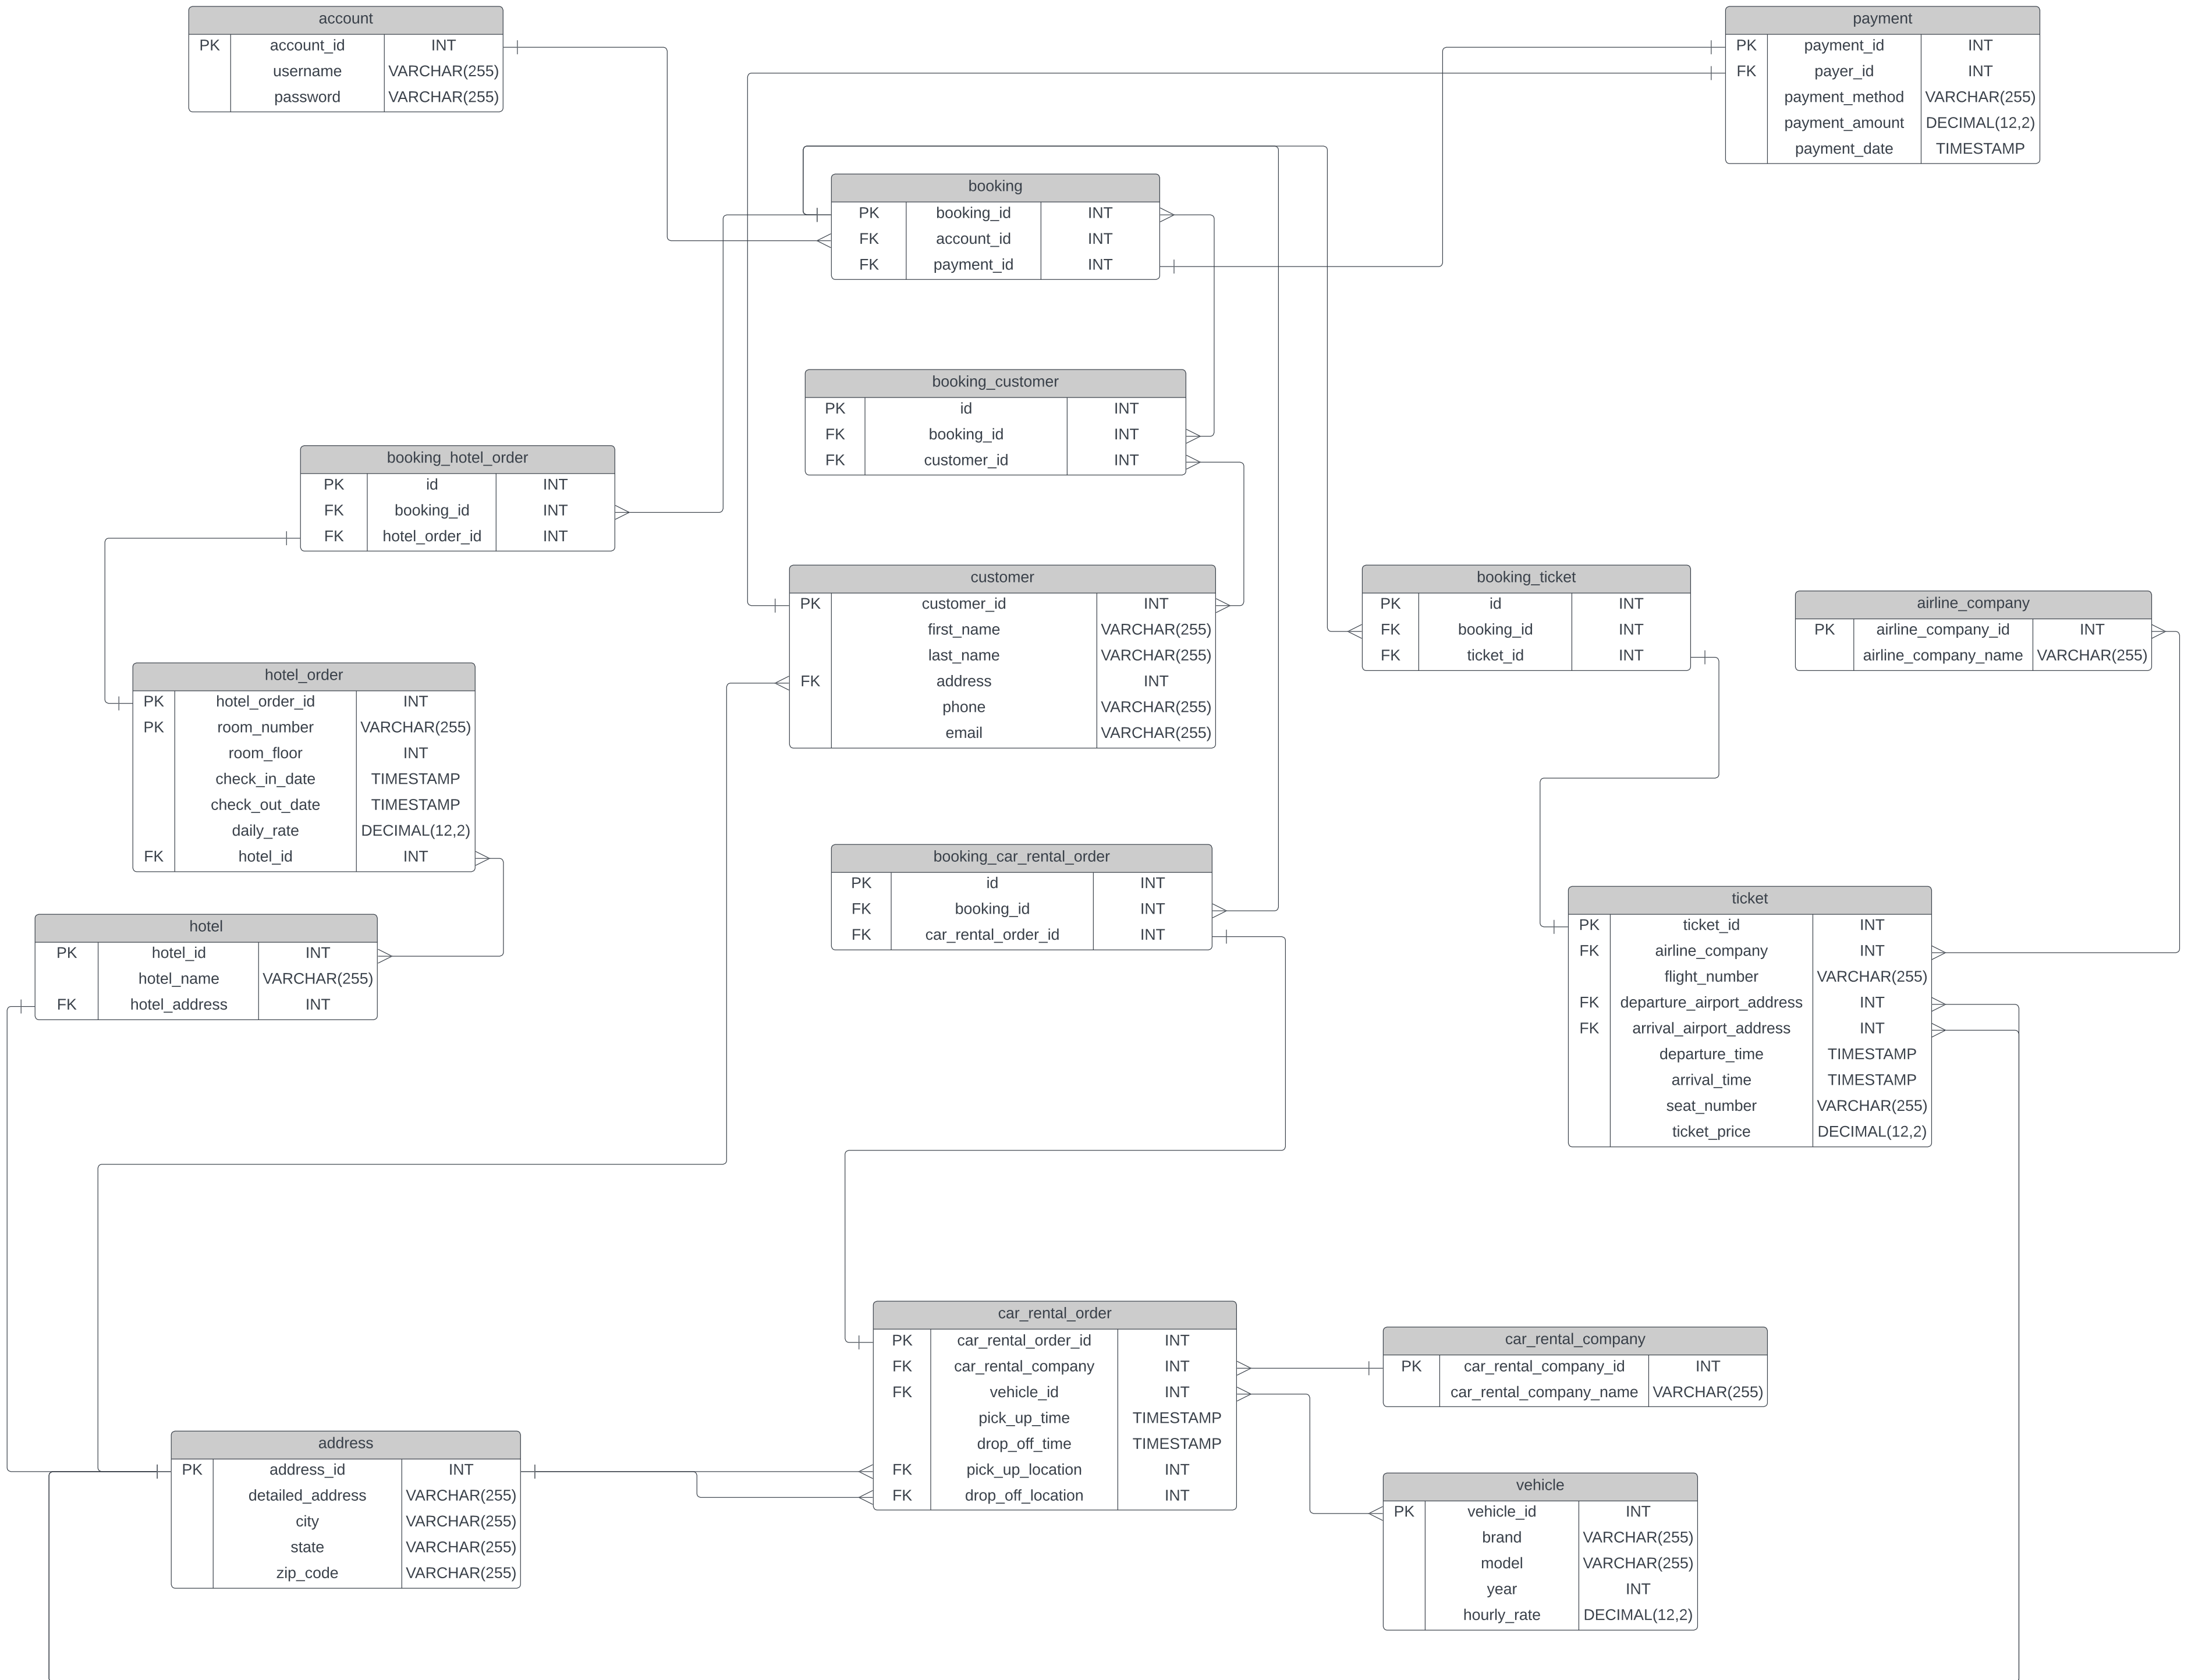 account
PK account_id INT
username VARCHAR(255)
password VARCHAR(255)
payment
PK payment_id INT
FK payer_id INT
payment_method VARCHAR(255)
payment_amount DECIMAL(12,2)
payment_date TIMESTAMP
booking
PK booking_id INT
FK account_id INT
FK payment_id INT
booking_customer
PK id INT
FK booking_id INT
FK customer_id INT
booking_hotel_order
PK id INT
FK booking_id INT
FK hotel_order_id INT
customer
PK customer_id INT
first_name VARCHAR(255)
last_name VARCHAR(255)
FK address INT
phone VARCHAR(255)
email VARCHAR(255)
booking_ticket
PK id INT
FK booking_id INT
FK ticket_id INT
airline_company
PK airline_company_id INT
airline_company_name VARCHAR(255)
hotel_order
PK hotel_order_id INT
PK room_number VARCHAR(255)
room_floor INT
check_in_date TIMESTAMP
check_out_date TIMESTAMP
daily_rate DECIMAL(12,2)
FK hotel_id INT
booking_car_rental_order
PK id INT
FK booking_id INT
FK car_rental_order_id INT
ticket
PK ticket_id INT
FK airline_company INT
flight_number VARCHAR(255)
FK departure_airport_address INT
FK arrival_airport_address INT
departure_time TIMESTAMP
arrival_time TIMESTAMP
seat_number VARCHAR(255)
ticket_price DECIMAL(12,2)
hotel
PK hotel_id INT
hotel_name VARCHAR(255)
FK hotel_address INT
car_rental_order
PK car_rental_order_id INT
FK car_rental_company INT
FK vehicle_id INT
pick_up_time TIMESTAMP
drop_off_time TIMESTAMP
FK pick_up_location INT
FK drop_off_location INT
car_rental_company
PK car_rental_company_id INT
car_rental_company_name VARCHAR(255)
address
PK address_id INT
detailed_address VARCHAR(255)
city VARCHAR(255)
state VARCHAR(255)
zip_code VARCHAR(255)
vehicle
PK vehicle_id INT
brand VARCHAR(255)
model VARCHAR(255)
year INT
hourly_rate DECIMAL(12,2)